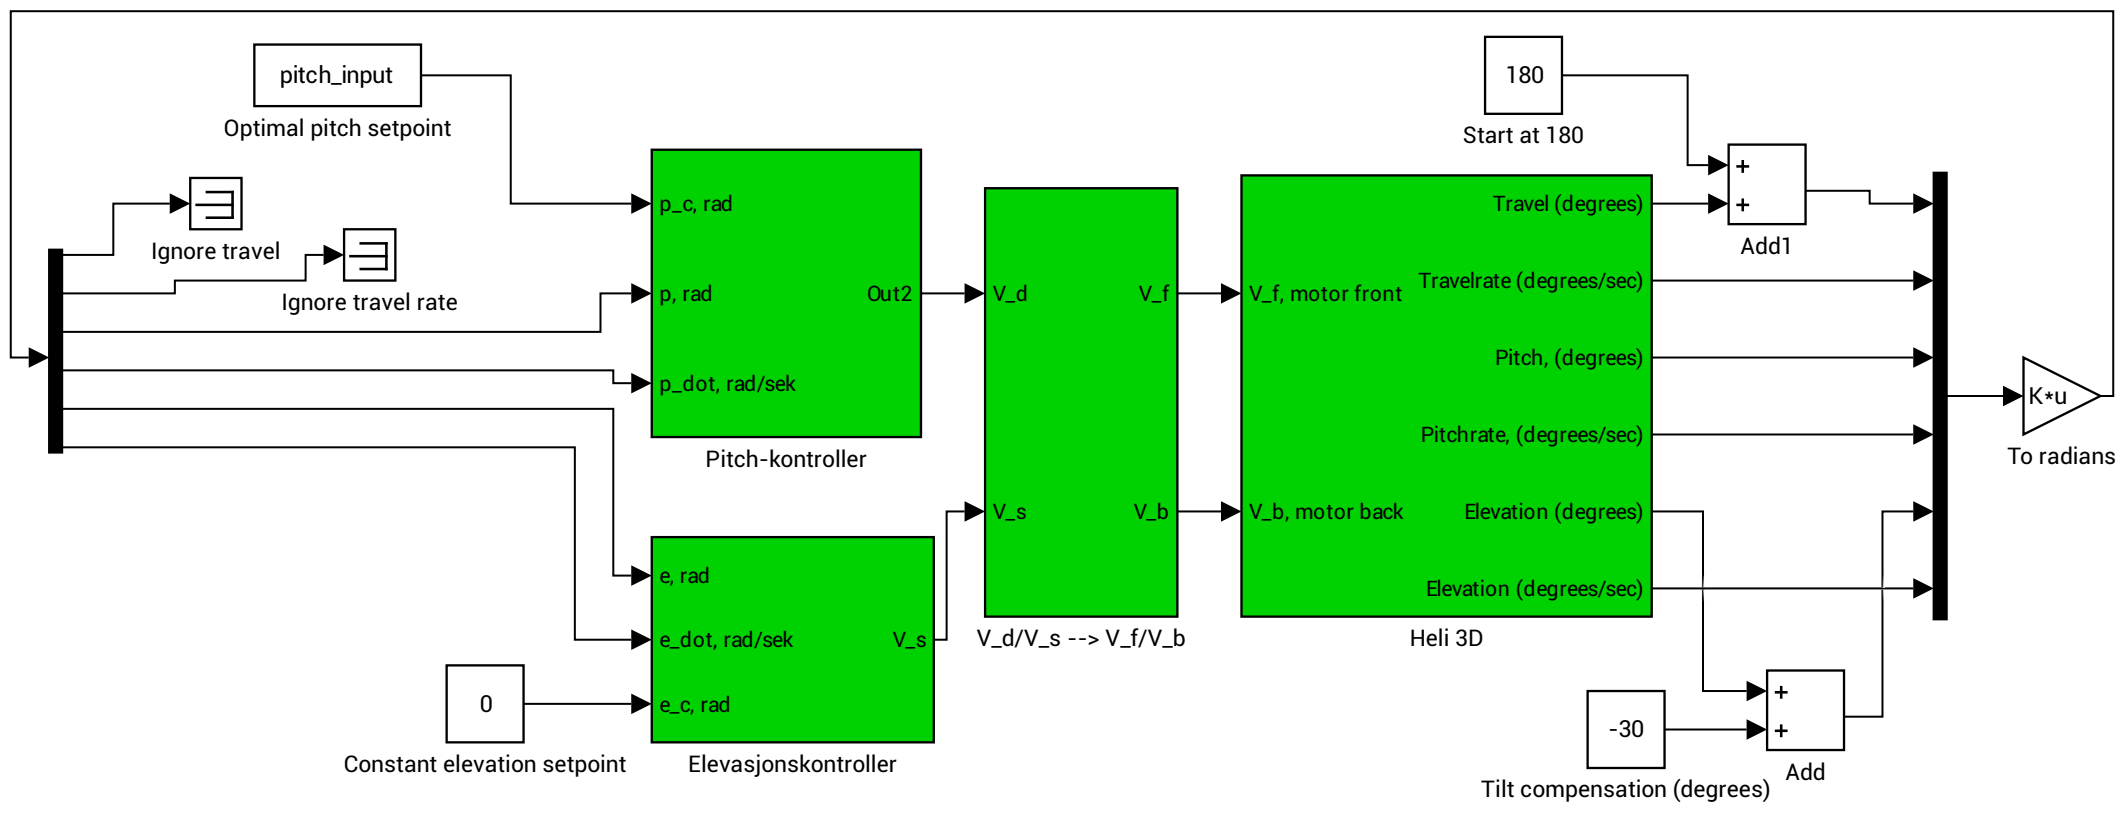 pitch_input
Optimal pitch setpoint
Ignore travel
Ignore travel rate
p_c, rad
p, rad
p_dot, rad/sek
Out2
Pitch-kontroller
e, rad
e_dot, rad/sek
e_c, rad
V_s
Elevasjonskontroller
0
Constant elevation setpoint
V_d
V_s
V_f
V_b
V_d/V_s --> V_f/V_b
V_f, motor front
V_b, motor back
Travel (degrees)
Travelrate (degrees/sec)
Pitch, (degrees)
Pitchrate, (degrees/sec)
Elevation (degrees)
Elevation (degrees/sec)
Heli 3D
180
Start at 180
+
+
Add1
-30
Tilt compensation (degrees)
+
+
Add
K*u
To radians